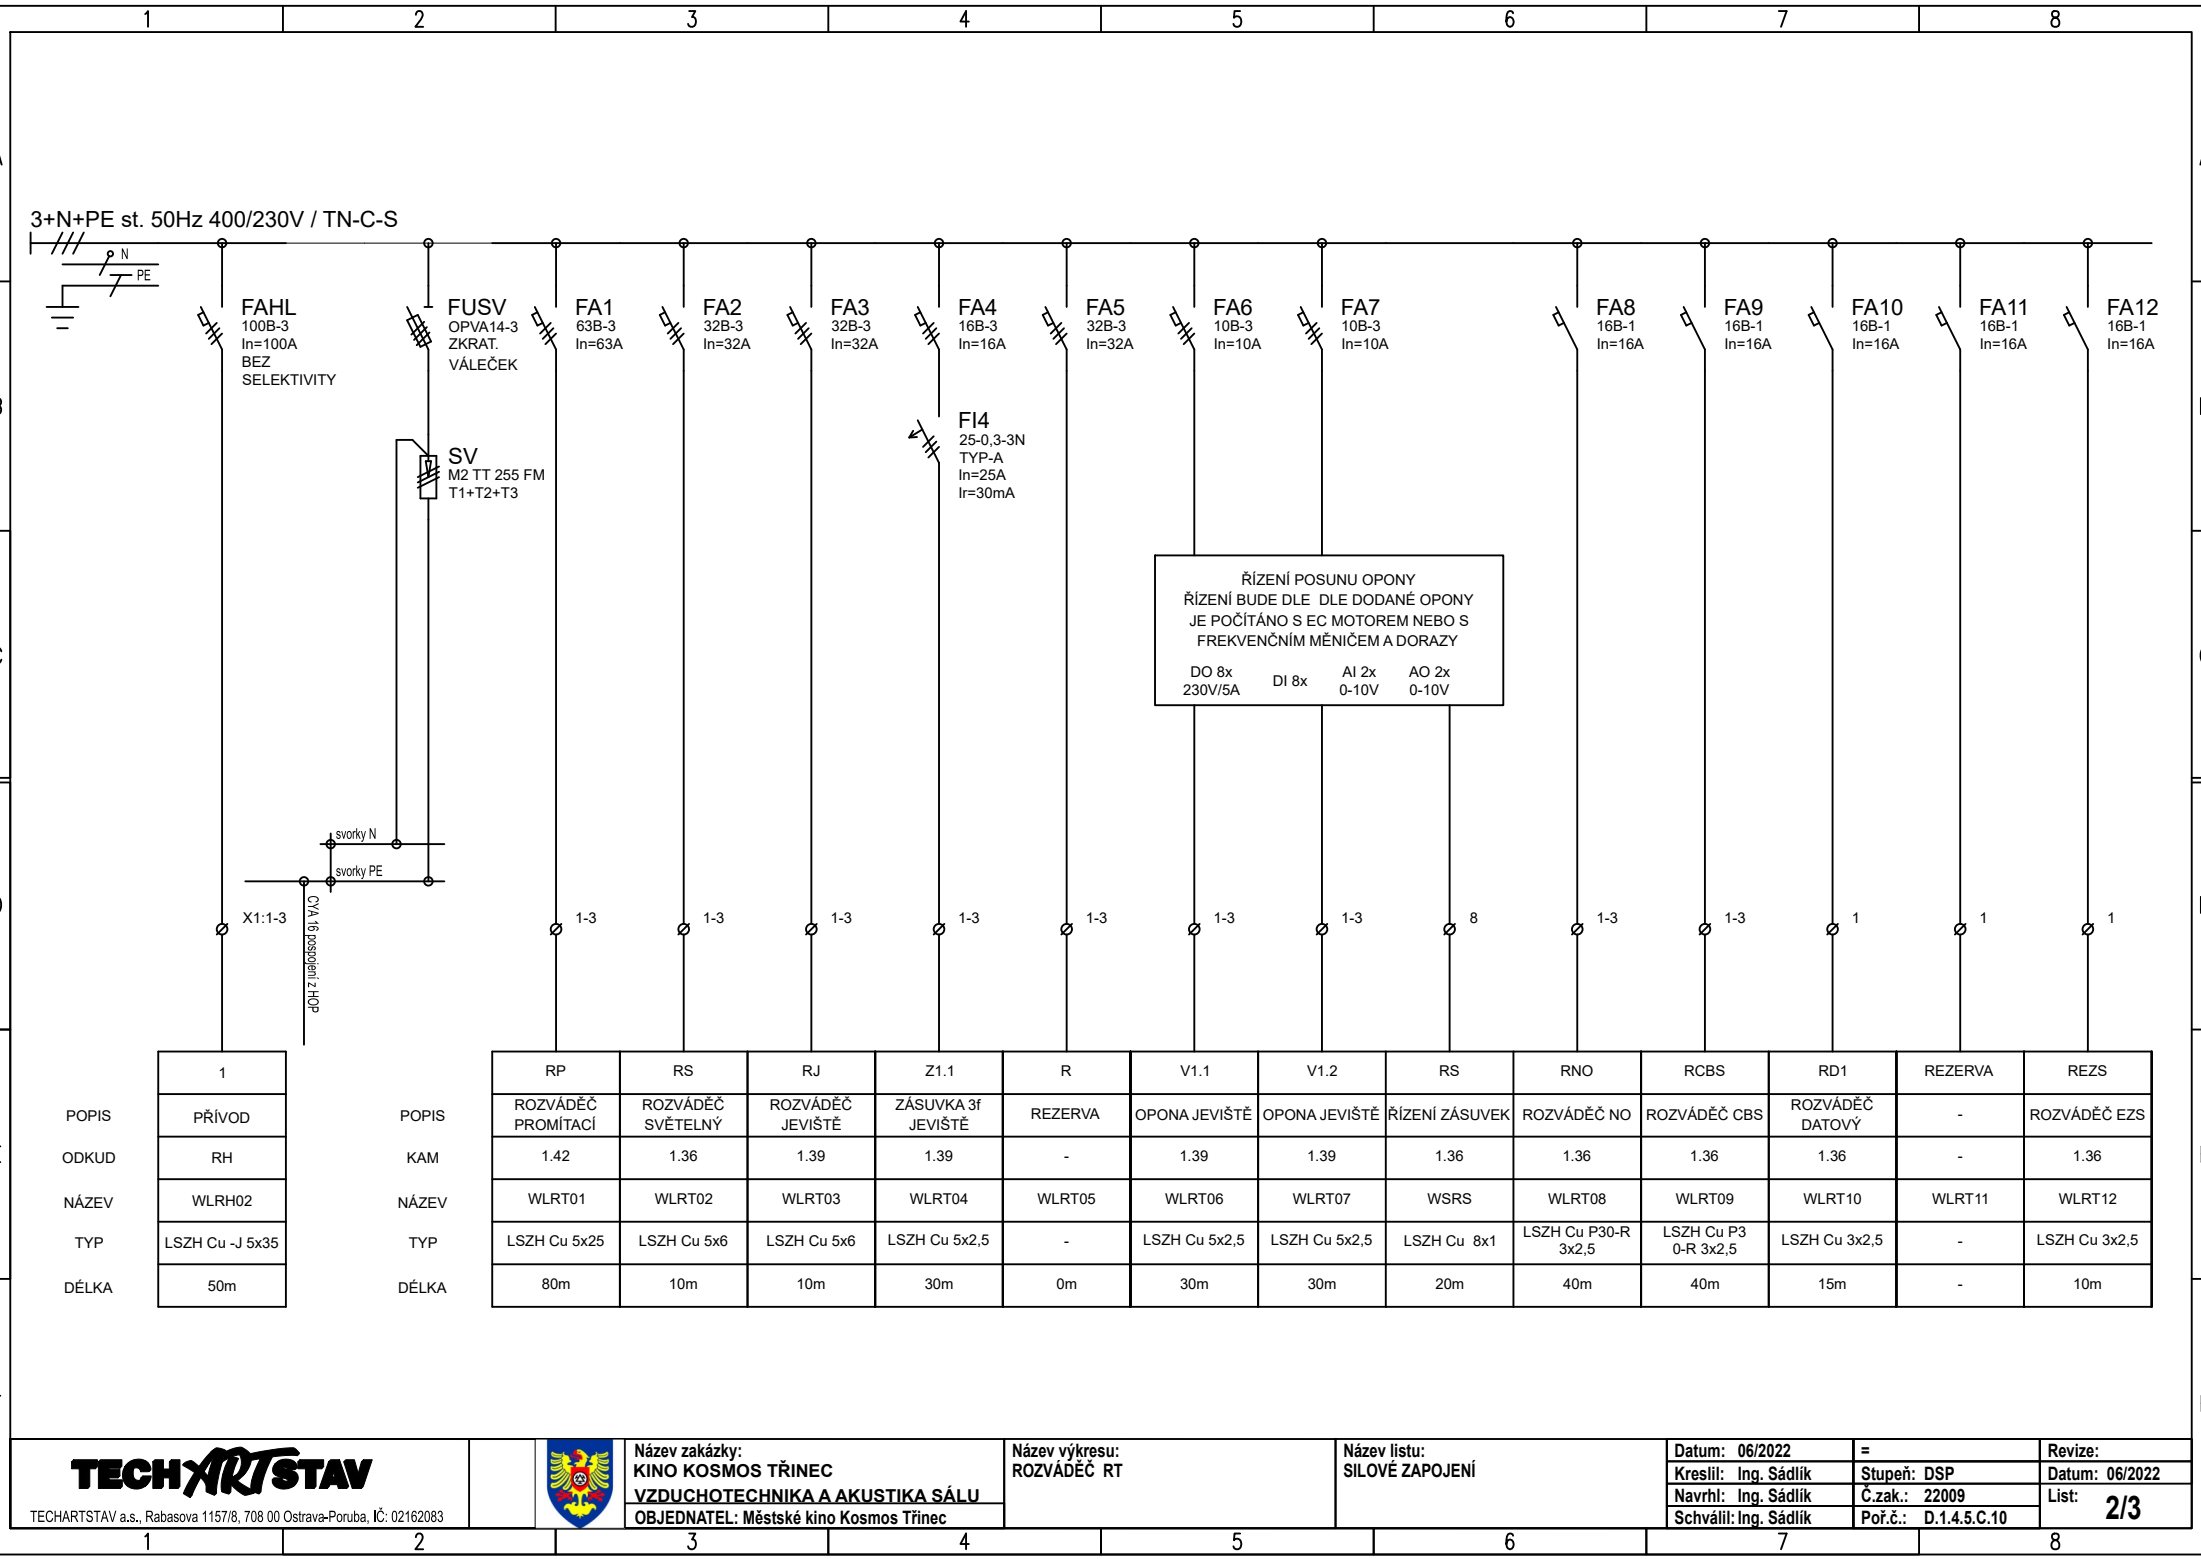 1 2 3 4 5 6 7 8
3+N+PE st. 50Hz 400/230V / TN-C-S
N
PE
FAHL
100B-3
In=100A
BEZ
SELEKTIVITY
FUSV
OPVA14-3
ZKRAT.
VÁLEČEK
SV
M2 TT 255 FM
T1+T2+T3
FA1
63B-3
In=63A
FA2
32B-3
In=32A
FA3
32B-3
In=32A
FA4
16B-3
In=16A
FI4
25-0,3-3N
TYP-A
In=25A
Ir=30mA
FA5
32B-3
In=32A
FA6
10B-3
In=10A
FA7
10B-3
In=10A
FA8
16B-1
In=16A
FA9
16B-1
In=16A
FA10
16B-1
In=16A
FA11
16B-1
In=16A
FA12
16B-1
In=16A
ŘÍZENÍ POSUNU OPONY
ŘÍZENÍ BUDE DLE DLE DODANÉ OPONY
JE POČÍTÁNO S EC MOTOREM NEBO S
FREKVENČNÍM MĚNIČEM A DORAZY
DO 8x
230V/5A
DI 8x
AI 2x
0-10V
AO 2x
0-10V
svorky N
svorky PE
CYA 16 pospojení z HOP
X1:1-3 1-3 1-3 1-3 1-3 1-3 1-3 1-3 8 1-3 1-3 1 1 1
1 RP RS RJ Z1.1 R V1.1 V1.2 RS RNO RCBS RD1 REZERVA REZS
POPIS PŘÍVOD POPIS ROZVÁDĚČ PROMÍTACÍ ROZVÁDĚČ SVĚTELNÝ ROZVÁDĚČ JEVIŠTĚ ZÁSUVKA 3f JEVIŠTĚ REZERVA OPONA JEVIŠTĚ OPONA JEVIŠTĚ ŘÍZENÍ ZÁSUVEK ROZVÁDĚČ NO ROZVÁDĚČ CBS ROZVÁDĚČ DATOVÝ - ROZVÁDĚČ EZS
ODKUD RH KAM 1.42 1.36 1.39 1.39 - 1.39 1.39 1.36 1.36 1.36 1.36 - 1.36
NÁZEV WLRH02 NÁZEV WLRT01 WLRT02 WLRT03 WLRT04 WLRT05 WLRT06 WLRT07 WSRS WLRT08 WLRT09 WLRT10 WLRT11 WLRT12
TYP LSZH Cu -J 5x35 TYP LSZH Cu 5x25 LSZH Cu 5x6 LSZH Cu 5x6 LSZH Cu 5x2,5 - LSZH Cu 5x2,5 LSZH Cu 5x2,5 LSZH Cu 8x1 LSZH Cu P30-R 3x2,5 LSZH Cu P3 0-R 3x2,5 LSZH Cu 3x2,5 - LSZH Cu 3x2,5
DÉLKA 50m DÉLKA 80m 10m 10m 30m 0m 30m 30m 20m 40m 40m 15m - 10m
TECHARTSTAV
TECHARTSTAV a.s., Rabasova 1157/8, 708 00 Ostrava-Poruba, IČ: 02162083
Název zakázky:
KINO KOSMOS TŘINEC
VZDUCHOTECHNIKA A AKUSTIKA SÁLU
OBJEDNATEL: Městské kino Kosmos Třinec
Název výkresu:
ROZVÁDĚČ RT
Název listu:
SILOVÉ ZAPOJENÍ
Datum: 06/2022 = Revize:
Kreslil: Ing. Sádlík Stupeň: DSP Datum: 06/2022
Navrhl: Ing. Sádlík Č.zak.: 22009 List: 2/3
Schválil: Ing. Sádlík Poř.č.: D.1.4.5.C.10
1 2 3 4 5 6 7 8